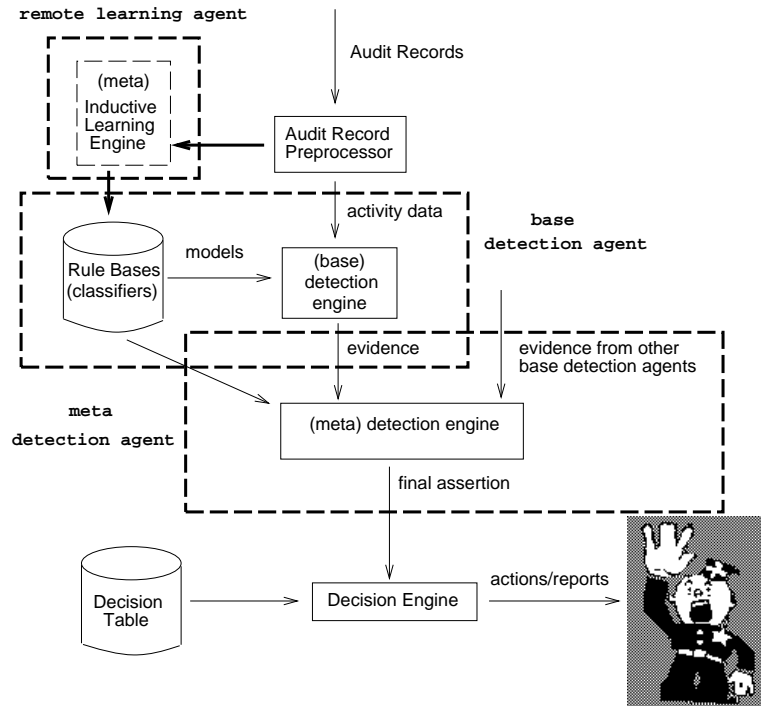 remote learning agent
Audit Records
(meta)
Inductive
Learning
Engine
Audit Record
Preprocessor
activity data
base
detection agent
models
Rule Bases
(classifiers)
(base)
detection
engine
evidence
evidence from other
base detection agents
meta
detection agent
(meta) detection engine
final assertion
Decision
Table
Decision Engine
actions/reports